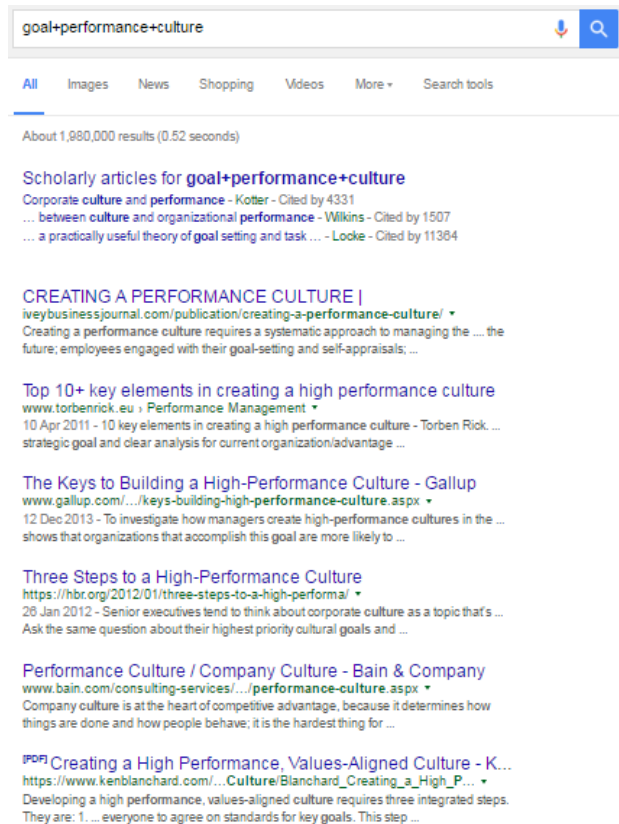 goal+performance+culture
All Images News Shopping Videos More ▾ Search tools
About 1,980,000 results (0.52 seconds)
Scholarly articles for goal+performance+culture
Corporate culture and performance - Kotter - Cited by 4331
... between culture and organizational performance - Wilkins - Cited by 1507
... a practically useful theory of goal setting and task ... - Locke - Cited by 11364
CREATING A PERFORMANCE CULTURE |
iveybusinessjournal.com/publication/creating-a-performance-culture/ ▾
Creating a performance culture requires a systematic approach to managing the .... the
future; employees engaged with their goal-setting and self-appraisals; ...
Top 10+ key elements in creating a high performance culture
www.torbenrick.eu › Performance Management ▾
10 Apr 2011 - 10 key elements in creating a high performance culture - Torben Rick. ...
strategic goal and clear analysis for current organization/advantage ...
The Keys to Building a High-Performance Culture - Gallup
www.gallup.com/.../keys-building-high-performance-culture.aspx ▾
12 Dec 2013 - To investigate how managers create high-performance cultures in the ...
shows that organizations that accomplish this goal are more likely to ...
Three Steps to a High-Performance Culture
https://hbr.org/2012/01/three-steps-to-a-high-performa/ ▾
26 Jan 2012 - Senior executives tend to think about corporate culture as a topic that's ...
Ask the same question about their highest priority cultural goals and ...
Performance Culture / Company Culture - Bain & Company
www.bain.com/consulting-services/.../performance-culture.aspx ▾
Company culture is at the heart of competitive advantage, because it determines how
things are done and how people behave; it is the hardest thing for ...
[PDF] Creating a High Performance, Values-Aligned Culture - K...
https://www.kenblanchard.com/...Culture/Blanchard_Creating_a_High_P... ▾
Developing a high performance, values-aligned culture requires three integrated steps.
They are: 1. ... everyone to agree on standards for key goals. This step ...